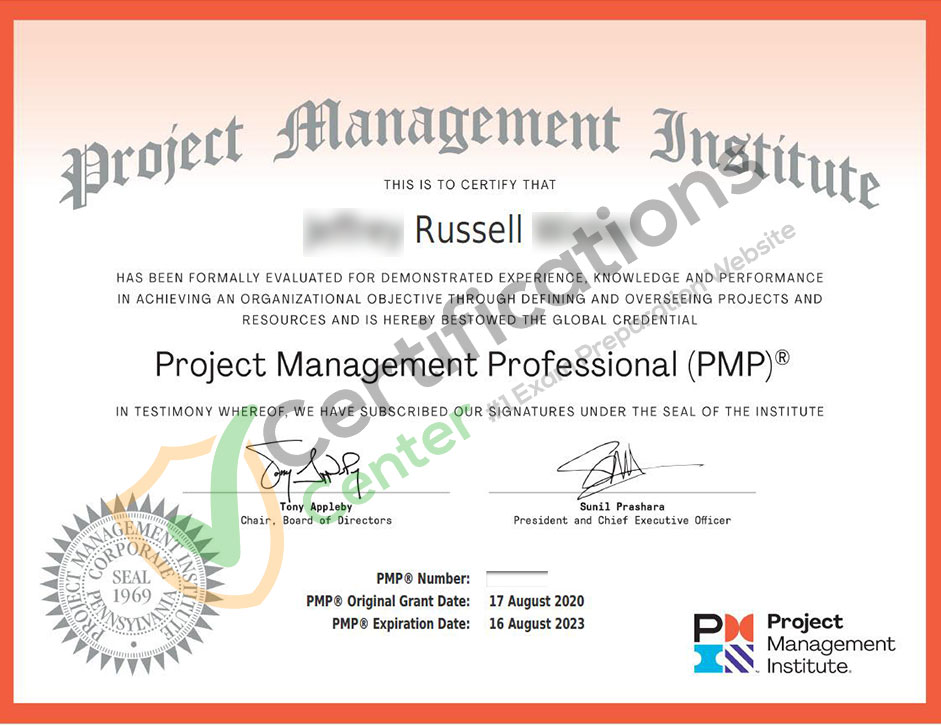 Project Management Institute
THIS IS TO CERTIFY THAT
Russell
HAS BEEN FORMALLY EVALUATED FOR DEMONSTRATED EXPERIENCE, KNOWLEDGE AND PERFORMANCE
IN ACHIEVING AN ORGANIZATIONAL OBJECTIVE THROUGH DEFINING AND OVERSEEING PROJECTS AND
RESOURCES AND IS HEREBY BESTOWED THE GLOBAL CREDENTIAL
Project Management Professional (PMP)®
IN TESTIMONY WHEREOF, WE HAVE SUBSCRIBED OUR SIGNATURES UNDER THE SEAL OF THE INSTITUTE
Certifications
Center
#1 Exam Preparation Website
Tony Appleby
Chair, Board of Directors
Sunil Prashara
President and Chief Executive Officer
PROJECT MANAGEMENT INSTITUTE
CORPORATE
SEAL
1969
PENNSYLVANIA
PMP® Number:
PMP® Original Grant Date: 17 August 2020
PMP® Expiration Date: 16 August 2023
PM
Project
Management
Institute.